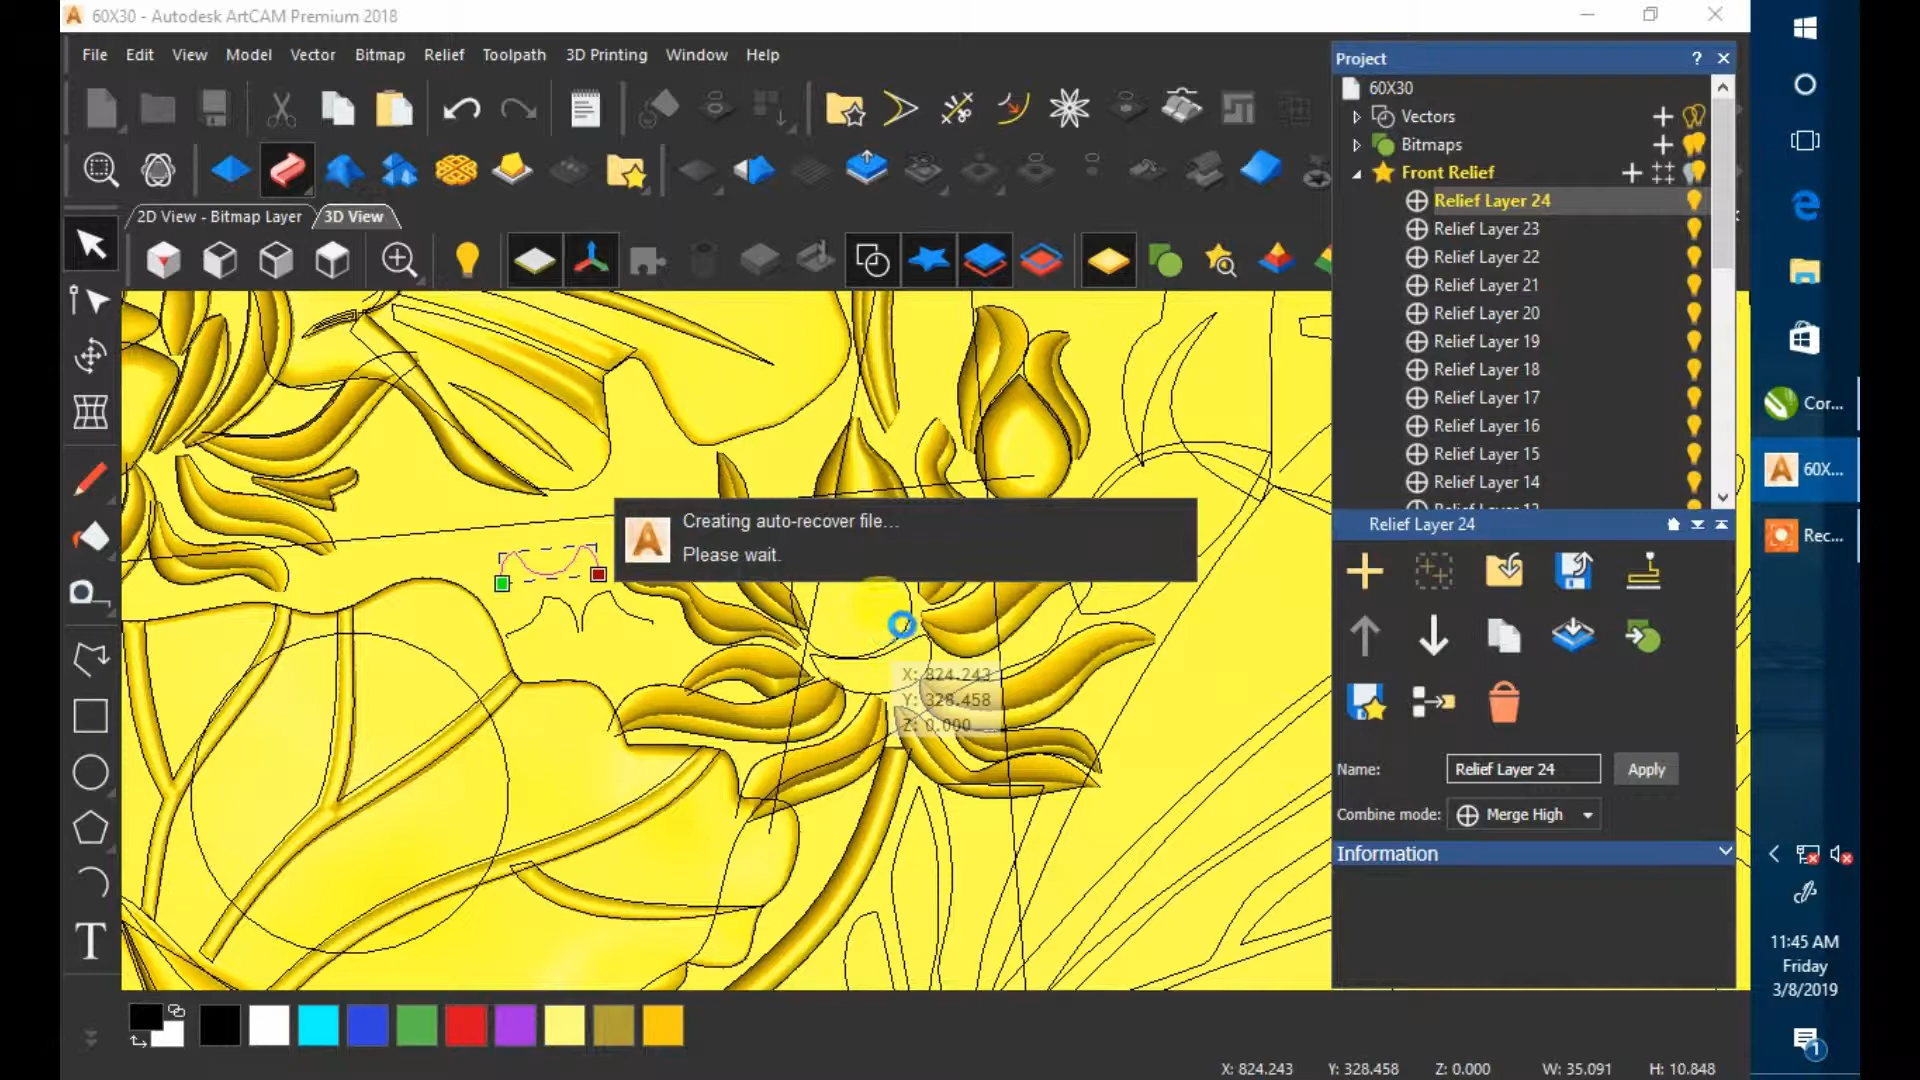 60X30 - Autodesk ArtCAM Premium 2018
File Edit View Model Vector Bitmap Relief Toolpath 3D Printing Window Help
2D View - Bitmap Layer 3D View
Creating auto-recover file...
Please wait.
X: 824.243
Y: 328.458
Z: 0.000
T
Project ?
60X30
Vectors
Bitmaps
Front Relief
Relief Layer 24
Relief Layer 23
Relief Layer 22
Relief Layer 21
Relief Layer 20
Relief Layer 19
Relief Layer 18
Relief Layer 17
Relief Layer 16
Relief Layer 15
Relief Layer 14
Relief Layer 24
Name: Relief Layer 24 Apply
Combine mode: Merge High
Information
X: 824.243 Y: 328.458 Z: 0.000 W: 35.091 H: 10.848
Cor...
60X...
Rec...
11:45 AM
Friday
3/8/2019
1